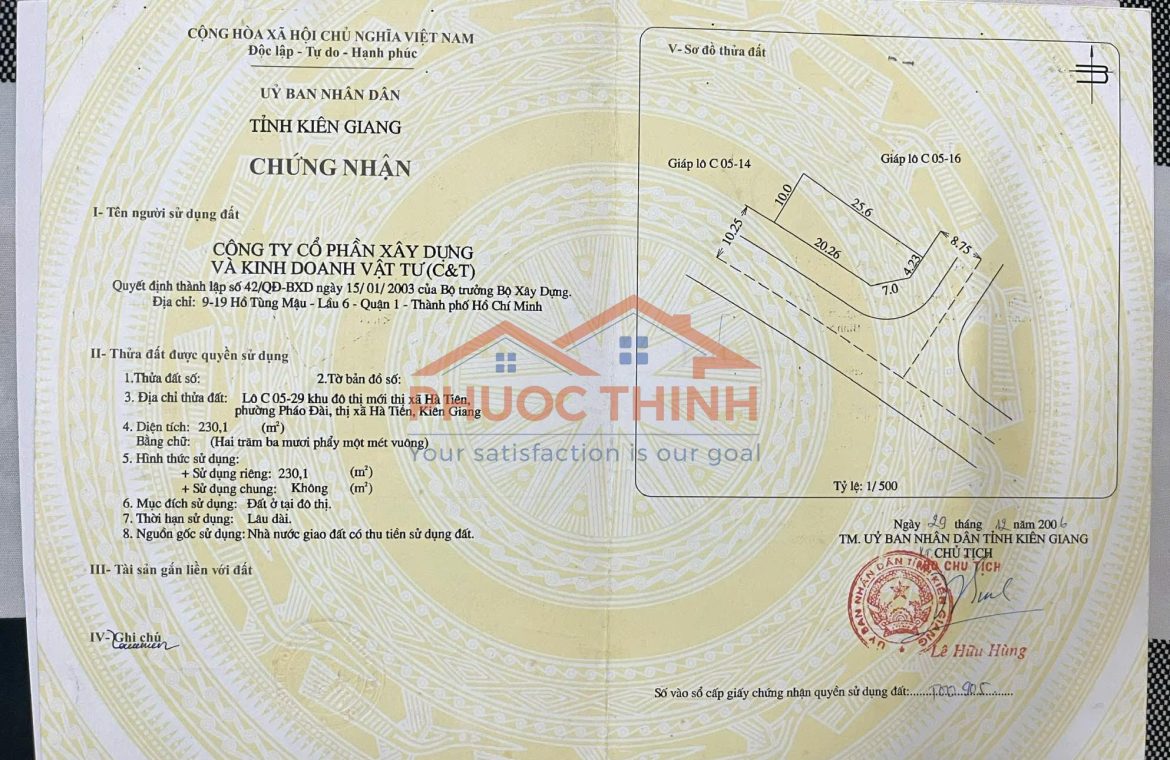 CỘNG HÒA XÃ HỘI CHỦ NGHĨA VIỆT NAM
Độc lập - Tự do - Hạnh phúc
UỶ BAN NHÂN DÂN
TỈNH KIÊN GIANG
CHỨNG NHẬN
I- Tên người sử dụng đất
CÔNG TY CỔ PHẦN XÂY DỰNG
VÀ KINH DOANH VẬT TƯ (C&T)
Quyết định thành lập số 42/QĐ-BXD ngày 15/01/2003 của Bộ trưởng Bộ Xây Dựng.
Địa chỉ: 9-19 Hồ Tùng Mậu - Lầu 6 - Quận 1 - Thành phố Hồ Chí Minh
II- Thửa đất được quyền sử dụng
1.Thửa đất số: 2.Tờ bản đồ số:
3. Địa chỉ thửa đất: Lô C 05-29 khu đô thị mới thị xã Hà Tiên,
phường Pháo Đài, thị xã Hà Tiên, Kiên Giang
4. Diện tích: 230,1 (m²)
Bằng chữ: (Hai trăm ba mươi phẩy một mét vuông)
5. Hình thức sử dụng:
+ Sử dụng riêng: 230,1 (m²)
+ Sử dụng chung: Không (m²)
6. Mục đích sử dụng: Đất ở tại đô thị.
7. Thời hạn sử dụng: Lâu dài.
8. Nguồn gốc sử dụng: Nhà nước giao đất có thu tiền sử dụng đất.
III- Tài sản gắn liền với đất
IV- Ghi chú
PHUOC THINH
Your satisfaction is our goal
V- Sơ đồ thửa đất
Giáp lô C 05-14
Giáp lô C 05-16
10.0
25.6
10.25
20.26
4.23
8.75
7.0
Tỷ lệ: 1/500
Ngày 29 tháng 12 năm 2006
TM. UỶ BAN NHÂN DÂN TỈNH KIÊN GIANG
KT. CHỦ TỊCH
PHÓ CHỦ TỊCH
ỦY BAN NHÂN DÂN TỈNH KIÊN GIANG
Lê Hữu Hùng
Số vào sổ cấp giấy chứng nhận quyền sử dụng đất: